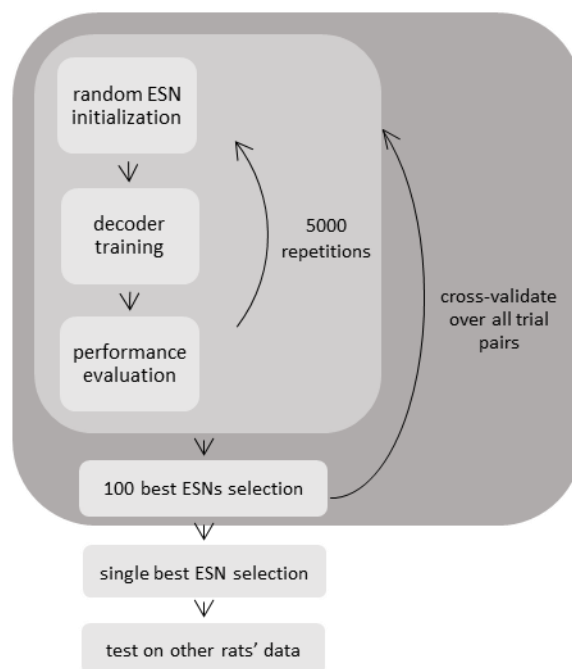 random ESN
initialization
decoder
training
performance
evaluation
5000
repetitions
cross-validate
over all trial
pairs
100 best ESNs selection
single best ESN selection
test on other rats' data